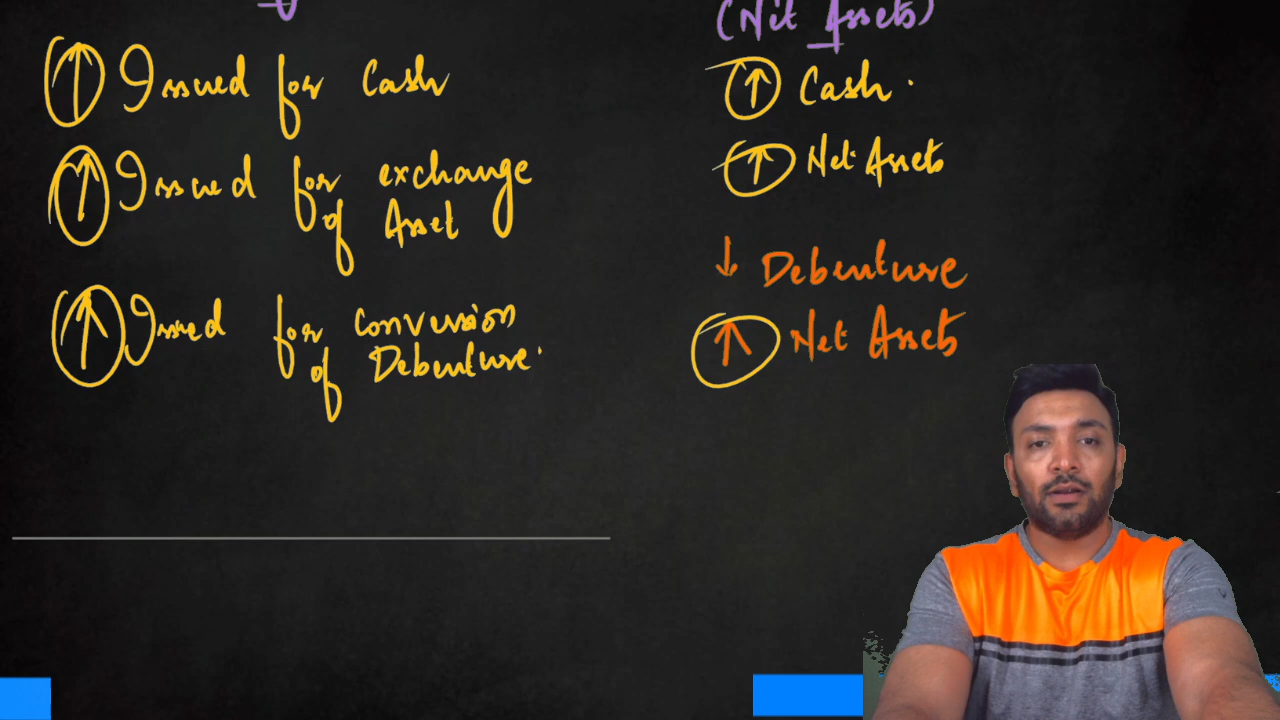 (Net Assets)
↑ Issued for Cash
↑ Cash.
↑ Issued for exchange
of Asset
↑ Net Assets
↓ Debenture
↑ Issued for Conversion
of Debenture.
↑ Net Assets